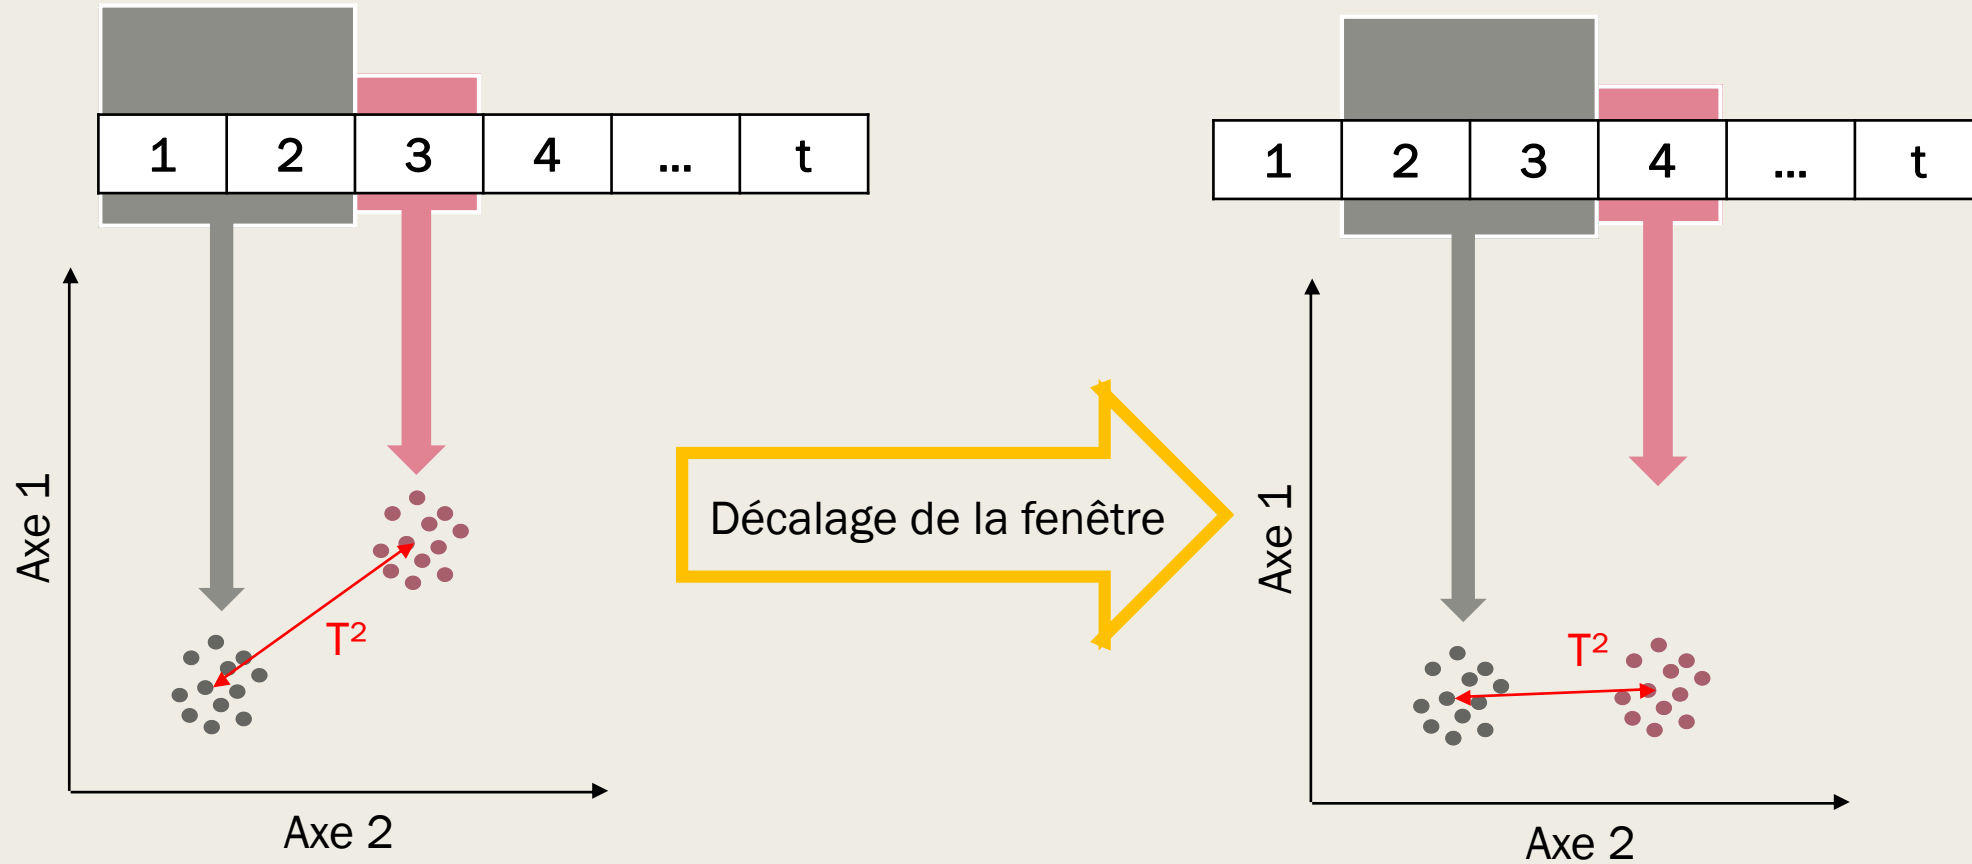 1 2 3 4 ... t
Axe 1
T²
Axe 2
Décalage de la fenêtre
1 2 3 4 ... t
Axe 1
T²
Axe 2